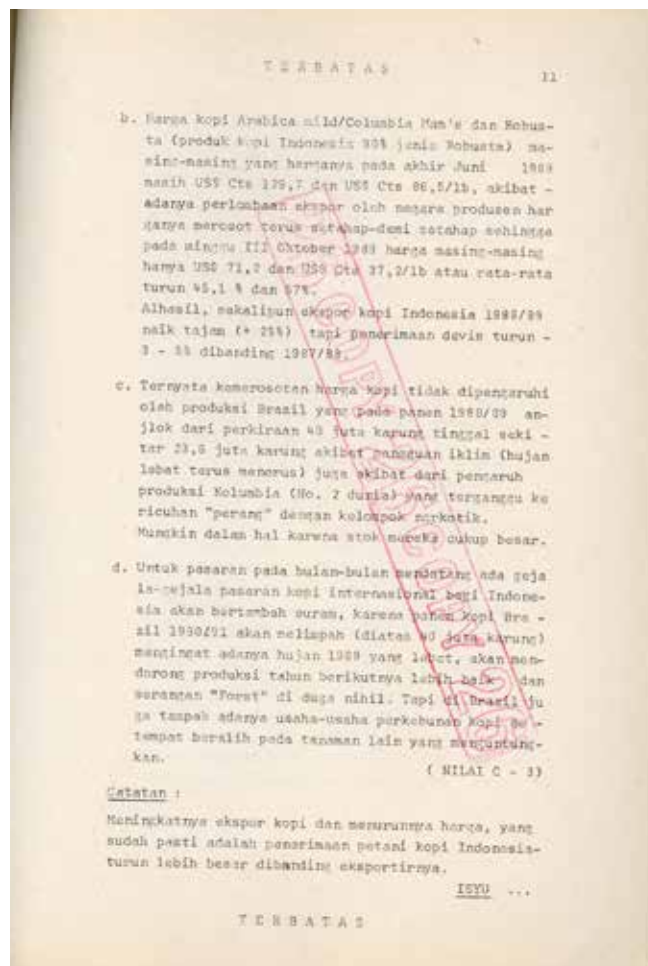 TERBATAS
11
b. Harga kopi Arabica mild/Columbia Mam's dan Robus-
ta (produk kopi Indonesia 90% jenis Robusta) ma-
sing-masing yang harganya pada akhir Juni 1989
masih US$ Cts 129,7 dan US$ Cts 86,5/lb, akibat -
adanya perlombaan ekspor oleh negara produsen har
ganya merosot terus setahap-demi setahap sehingga
pada minggu III Oktober 1989 harga masing-masing
hanya US$ 71,2 dan US$ Cts 37,2/lb atau rata-rata
turun 45,1 % dan 57%.
Alhasil, sekalipun ekspor kopi Indonesia 1988/89
naik tajam (+ 25%) tapi penerimaan devis turun -
3 - 5% dibanding 1987/88.
c. Ternyata kemerosotan harga kopi tidak dipengaruhi
oleh produksi Brasil yang pada panen 1988/89 an-
jlok dari perkiraan 40 juta karung tinggal seki -
tar 23,6 juta karung akibat gangguan iklim (hujan
lebat terus menerus) juga akibat dari pengaruh
produksi Kolumbia (No. 2 dunia) yang terganggu ke
ricuhan "perang" dengan kelompok narkotik.
Mungkin dalam hal karena stok mereka cukup besar.
d. Untuk pasaran pada bulan-bulan mendatang ada geja
la-gejala pasaran kopi internasional bagi Indone-
sia akan bertambah suram, karena panen kopi Bra -
zil 1990/91 akan melimpah (diatas 40 juta karung)
mengingat adanya hujan 1989 yang lebat, akan men-
dorong produksi tahun berikutnya lebih baik dan
serangan "Forst" di duga nihil. Tapi di Brazil ju
ga tampak adanya usaha-usaha perkebunan kopi se -
tempat beralih pada tanaman lain yang menguntung-
kan.
( NILAI C - 3)
Catatan :
Meningkatnya ekspor kopi dan menurunnya harga, yang
sudah pasti adalah penerimaan petani kopi Indonesia-
turun lebih besar dibanding eksportirnya.
ISYU ...
TERBATAS